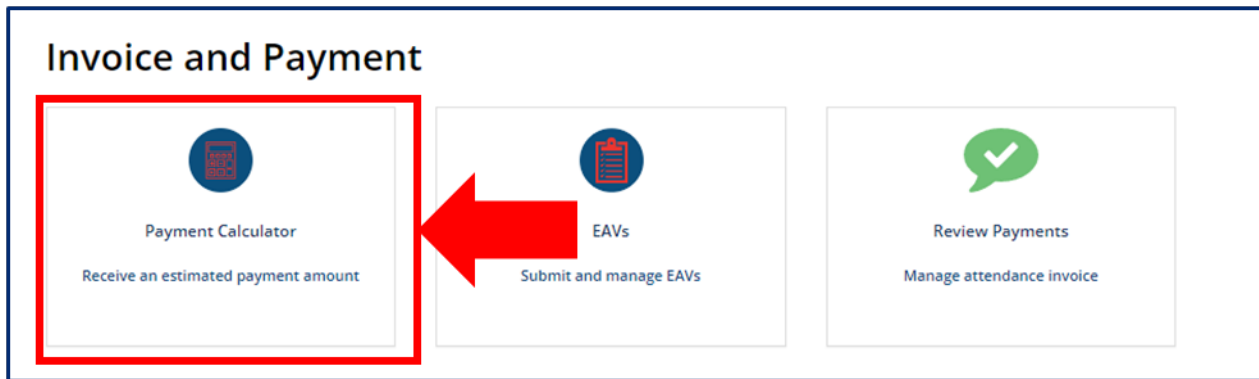 Invoice and Payment
Payment Calculator
Receive an estimated payment amount
EAVs
Submit and manage EAVs
Review Payments
Manage attendance invoice